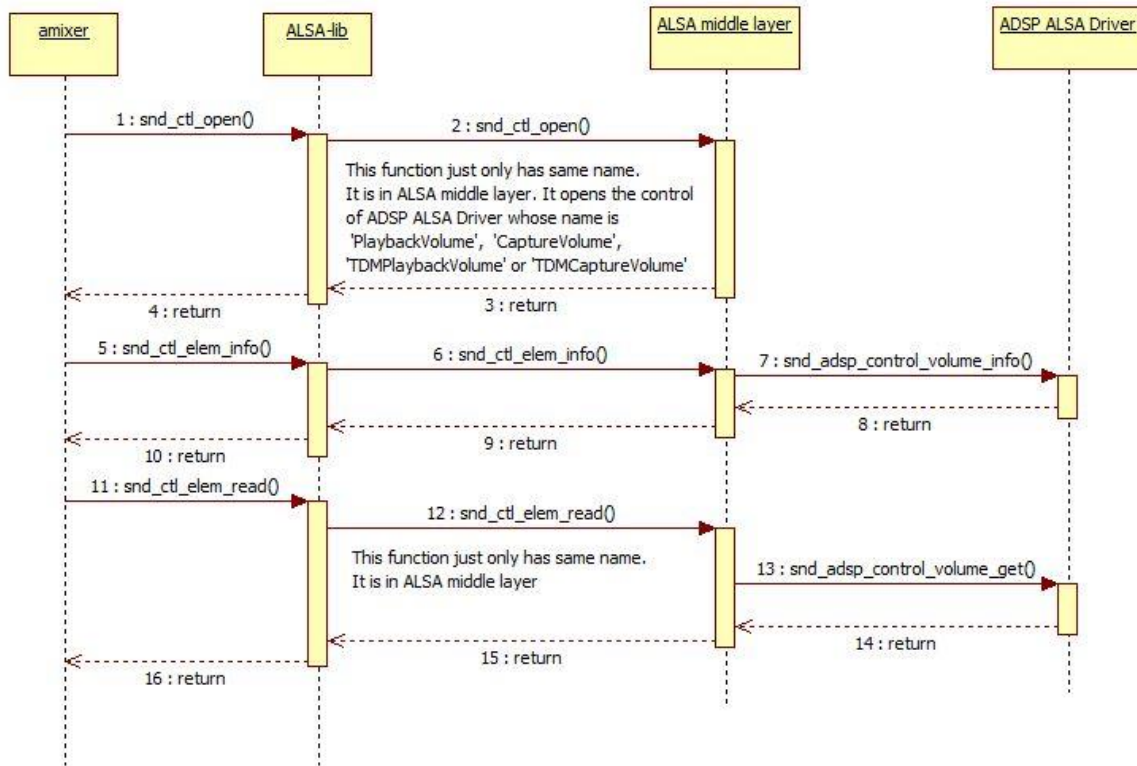 amixer
ALSA-lib
ALSA middle layer
ADSP ALSA Driver
1 : snd_ctl_open()
2 : snd_ctl_open()
This function just only has same name.
It is in ALSA middle layer. It opens the control
of ADSP ALSA Driver whose name is
'PlaybackVolume', 'CaptureVolume',
'TDMPlaybackVolume' or 'TDMCaptureVolume'
3 : return
4 : return
5 : snd_ctl_elem_info()
6 : snd_ctl_elem_info()
7 : snd_adsp_control_volume_info()
8 : return
9 : return
10 : return
11 : snd_ctl_elem_read()
12 : snd_ctl_elem_read()
This function just only has same name.
It is in ALSA middle layer
13 : snd_adsp_control_volume_get()
14 : return
15 : return
16 : return